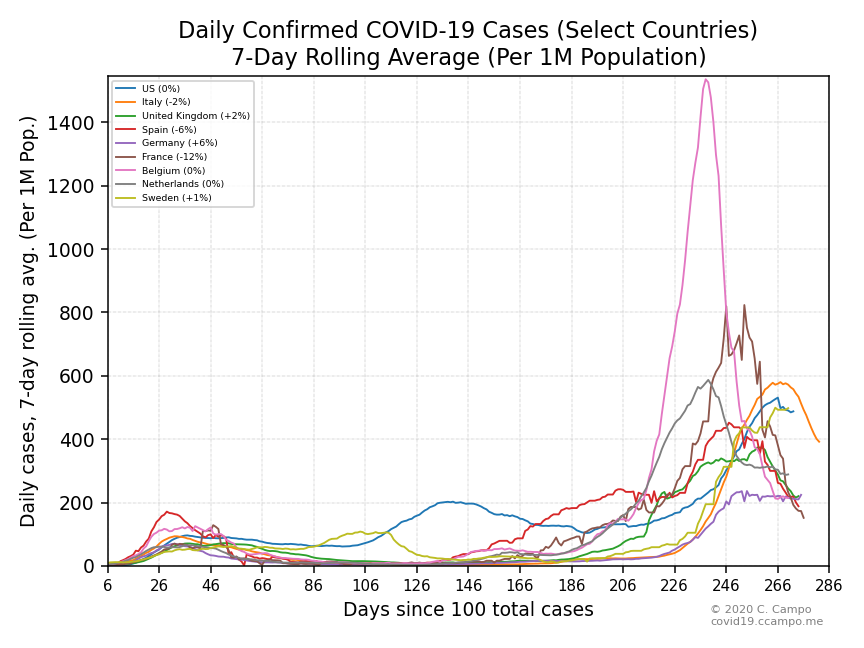 Daily Confirmed COVID-19 Cases (Select Countries)
7-Day Rolling Average (Per 1M Population)
Daily cases, 7-day rolling avg. (Per 1M Pop.)
1400
1200
1000
800
600
400
200
0
US (0%)
Italy (-2%)
United Kingdom (+2%)
Spain (-6%)
Germany (+6%)
France (-12%)
Belgium (0%)
Netherlands (0%)
Sweden (+1%)
6 26 46 66 86 106 126 146 166 186 206 226 246 266 286
Days since 100 total cases
© 2020 C. Campo
covid19.ccampo.me